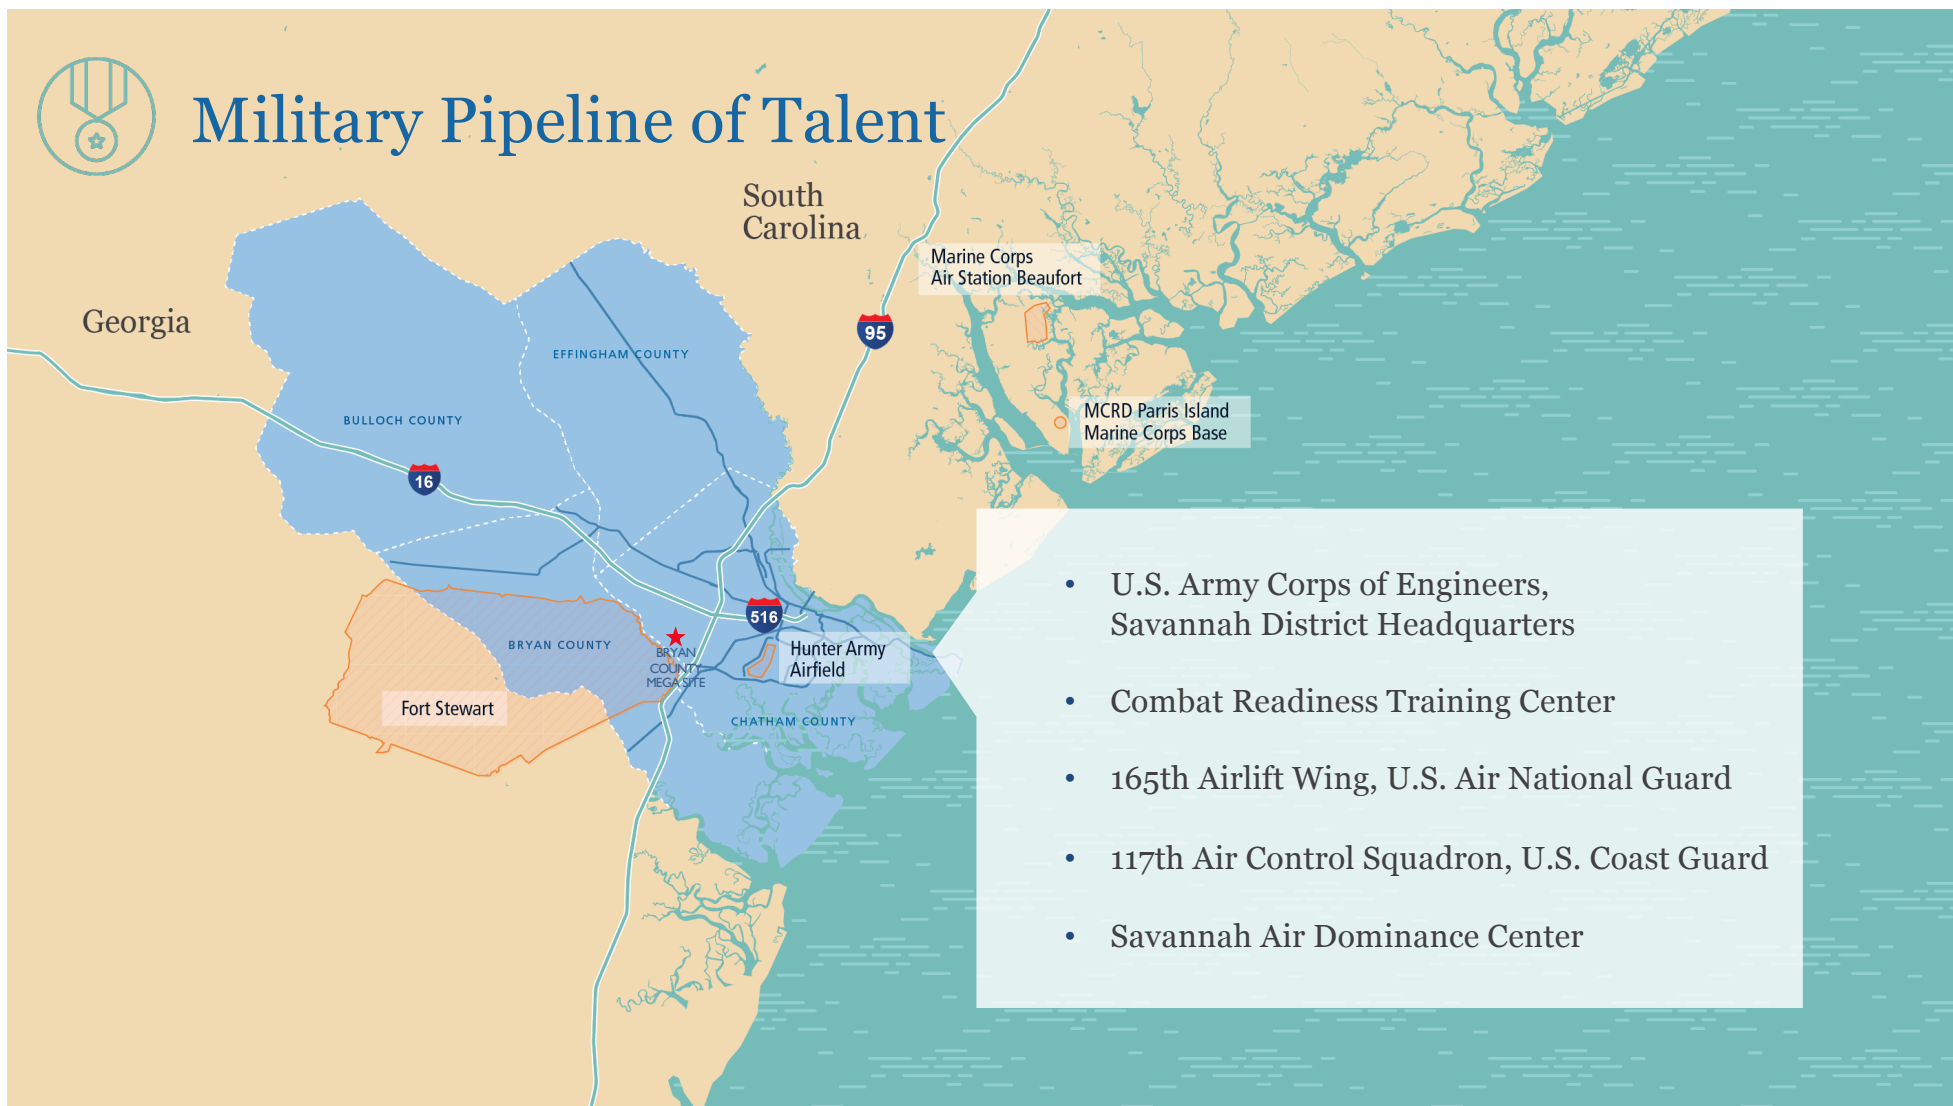 Military Pipeline of Talent
South
Carolina
Georgia
Marine Corps
Air Station Beaufort
95
EFFINGHAM COUNTY
BULLOCH COUNTY
MCRD Parris Island
Marine Corps Base
16
516
BRYAN COUNTY
BRYAN
COUNTY
MEGA SITE
Hunter Army
Airfield
Fort Stewart
CHATHAM COUNTY
• U.S. Army Corps of Engineers,
Savannah District Headquarters
• Combat Readiness Training Center
• 165th Airlift Wing, U.S. Air National Guard
• 117th Air Control Squadron, U.S. Coast Guard
• Savannah Air Dominance Center